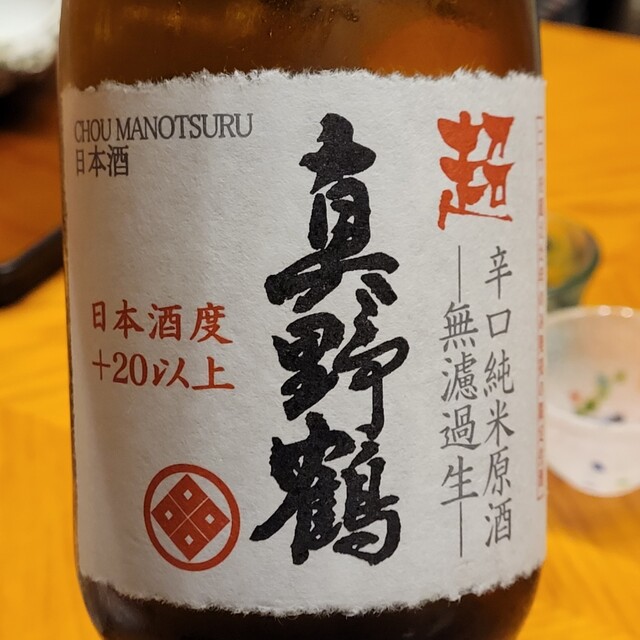 CHOU MANOTSURU
日本酒
超
辛口純米原酒
―無濾過生―
真野鶴
日本酒度
+20以上